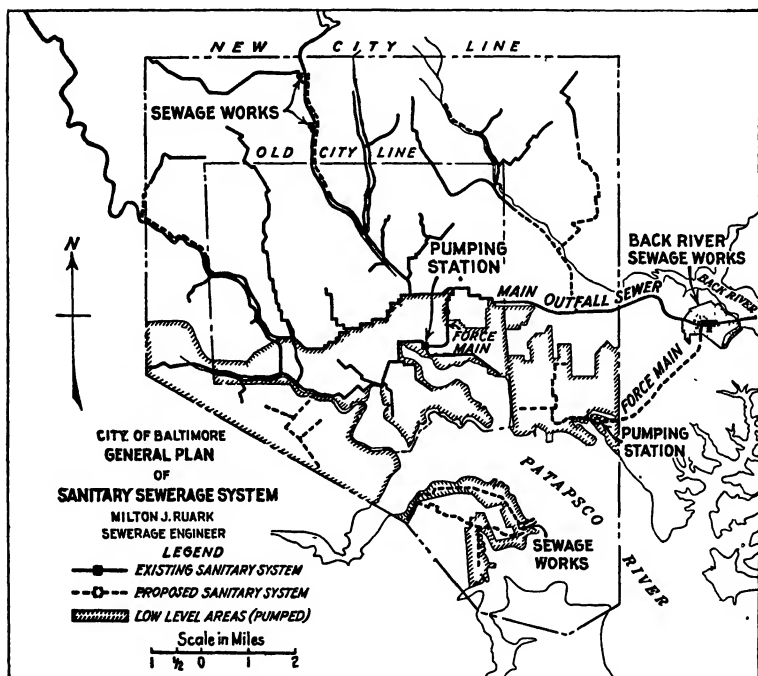 NEW CITY LINE
SEWAGE WORKS
OLD CITY LINE
N
PUMPING
STATION
BACK RIVER
SEWAGE WORKS
BACK RIVER
MAIN OUTFALL SEWER
FORCE
MAIN
FORCE MAIN
PUMPING
STATION
CITY OF BALTIMORE
GENERAL PLAN
OF
SANITARY SEWERAGE SYSTEM
MILTON J. RUARK
SEWERAGE ENGINEER
LEGEND
EXISTING SANITARY SYSTEM
PROPOSED SANITARY SYSTEM
LOW LEVEL AREAS (PUMPED)
Scale in Miles
1 ½ 0 1 2
PATAPSCO
RIVER
SEWAGE
WORKS